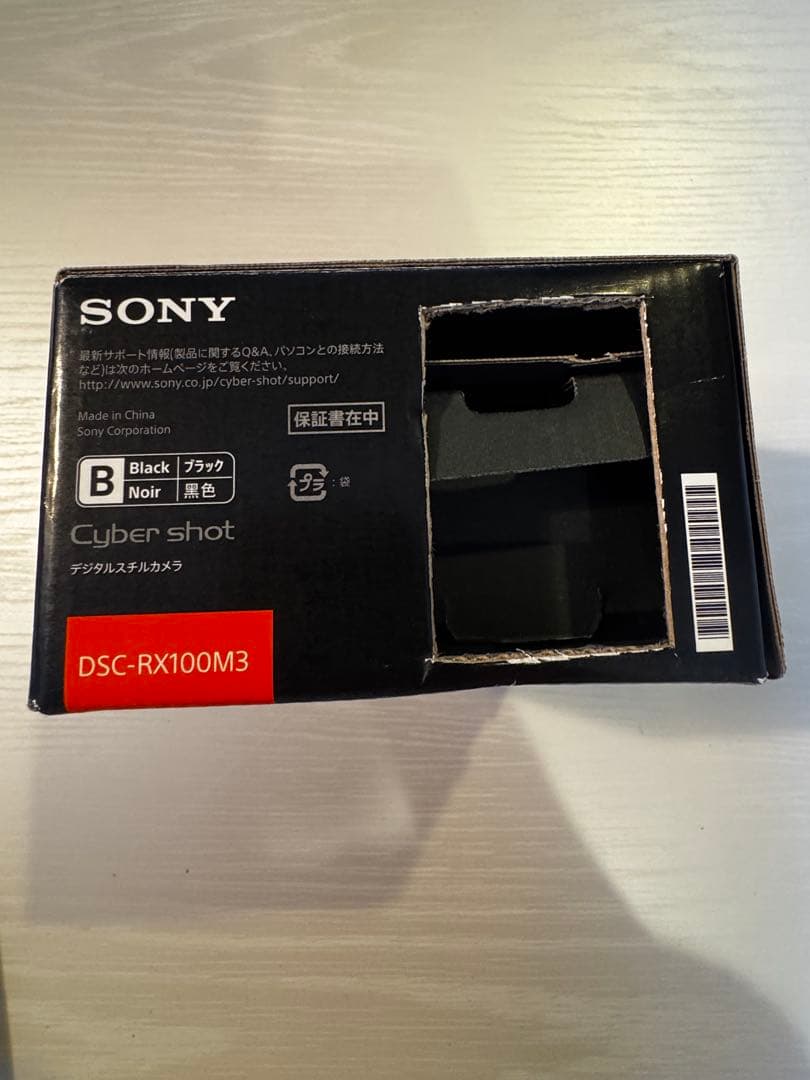 SONY
最新サポート情報(製品に関するQ&A、パソコンとの接続方法
など)は次のホームページをご覧ください。
http://www.sony.co.jp/cyber-shot/support/
Made in China
Sony Corporation
保証書在中
B
Black ブラック
Noir 黒色
プラ : 袋
Cyber shot
デジタルスチルカメラ
DSC-RX100M3